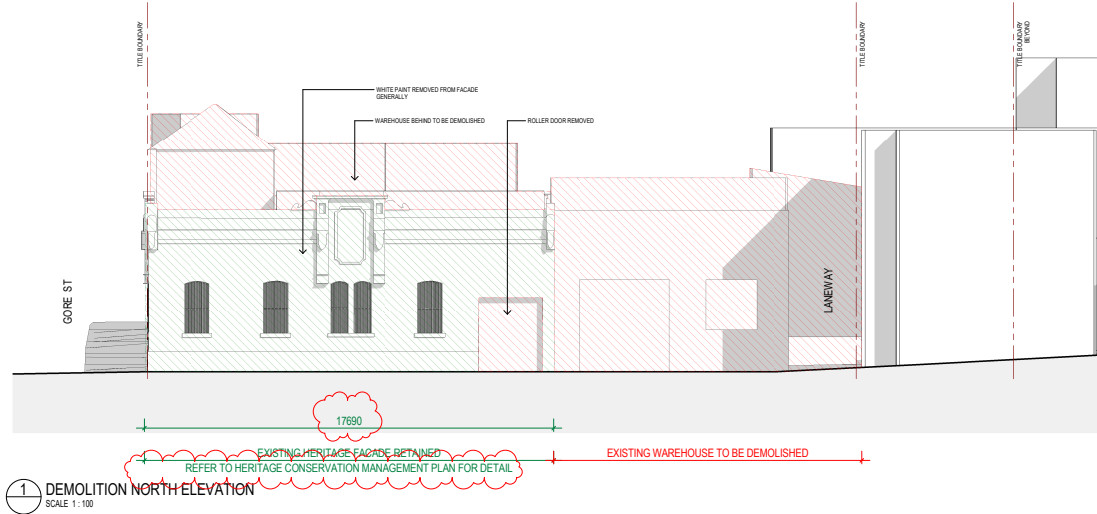 TITLE BOUNDARY
TITLE BOUNDARY
TITLE BOUNDARY
BEYOND
WHITE PAINT REMOVED FROM FACADE
GENERALLY
WAREHOUSE BEHIND TO BE DEMOLISHED
ROLLER DOOR REMOVED
GORE ST
LANEWAY
17690
EXISTING HERITAGE FACADE RETAINED
EXISTING WAREHOUSE TO BE DEMOLISHED
REFER TO HERITAGE CONSERVATION MANAGEMENT PLAN FOR DETAIL
1
DEMOLITION NORTH ELEVATION
SCALE 1 : 100